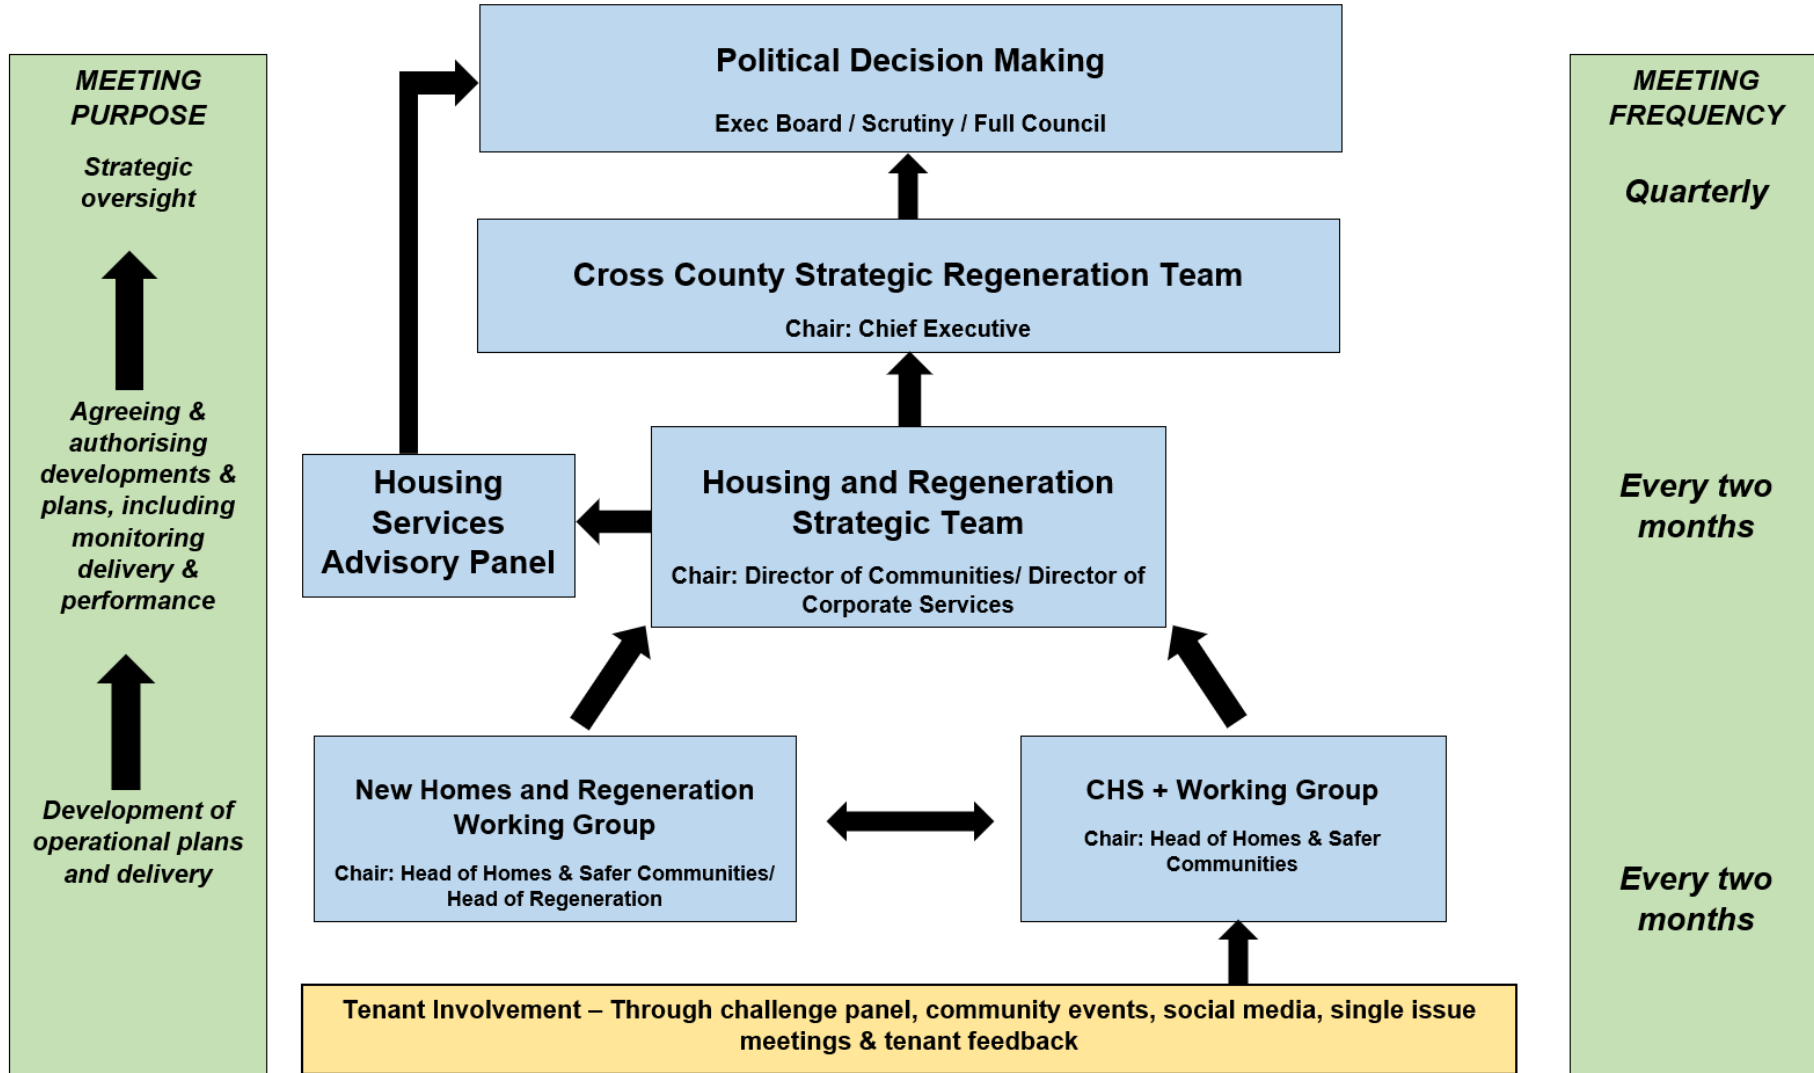 MEETING
PURPOSE
Strategic
oversight
Agreeing &
authorising
developments &
plans, including
monitoring
delivery &
performance
Development of
operational plans
and delivery
Political Decision Making
Exec Board / Scrutiny / Full Council
Cross County Strategic Regeneration Team
Chair: Chief Executive
Housing
Services
Advisory Panel
Housing and Regeneration
Strategic Team
Chair: Director of Communities/ Director of
Corporate Services
New Homes and Regeneration
Working Group
Chair: Head of Homes & Safer Communities/
Head of Regeneration
CHS + Working Group
Chair: Head of Homes & Safer
Communities
Tenant Involvement – Through challenge panel, community events, social media, single issue
meetings & tenant feedback
MEETING
FREQUENCY
Quarterly
Every two
months
Every two
months